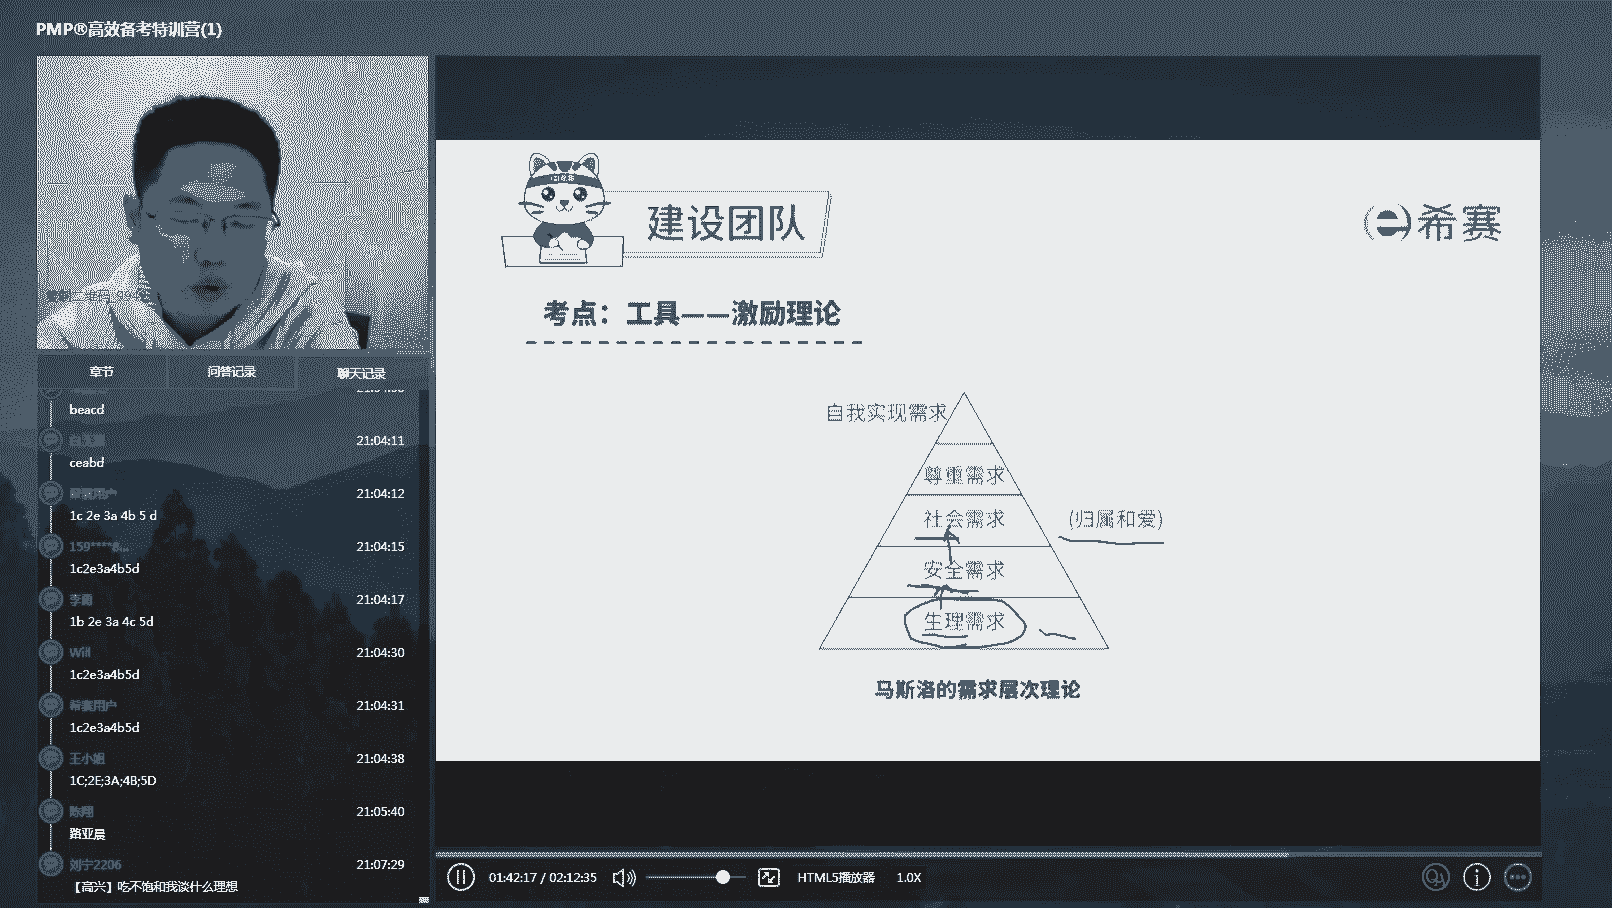 PMP®高效备考特训营(1)
章节
问答记录
聊天记录
beacd
21:04:11
ceabd
21:04:12
1c 2e 3a 4b 5 d
159****8...
21:04:15
1c2e3a4b5d
李勇
21:04:17
1b 2e 3a 4c 5d
Will
21:04:30
1c2e3a4b5d
希赛用户
21:04:31
1c2e3a4b5d
王小姐
21:04:38
1C;2E;3A;4B;5D
陈翔
21:05:40
路亚晨
刘宁2206
21:07:29
【高兴】吃不饱和我谈什么理想
建设团队
希赛
考点：工具——激励理论
自我实现需求
尊重需求
社会需求
(归属和爱)
安全需求
生理需求
马斯洛的需求层次理论
01:42:17 / 02:12:35
HTML5播放器
1.0X